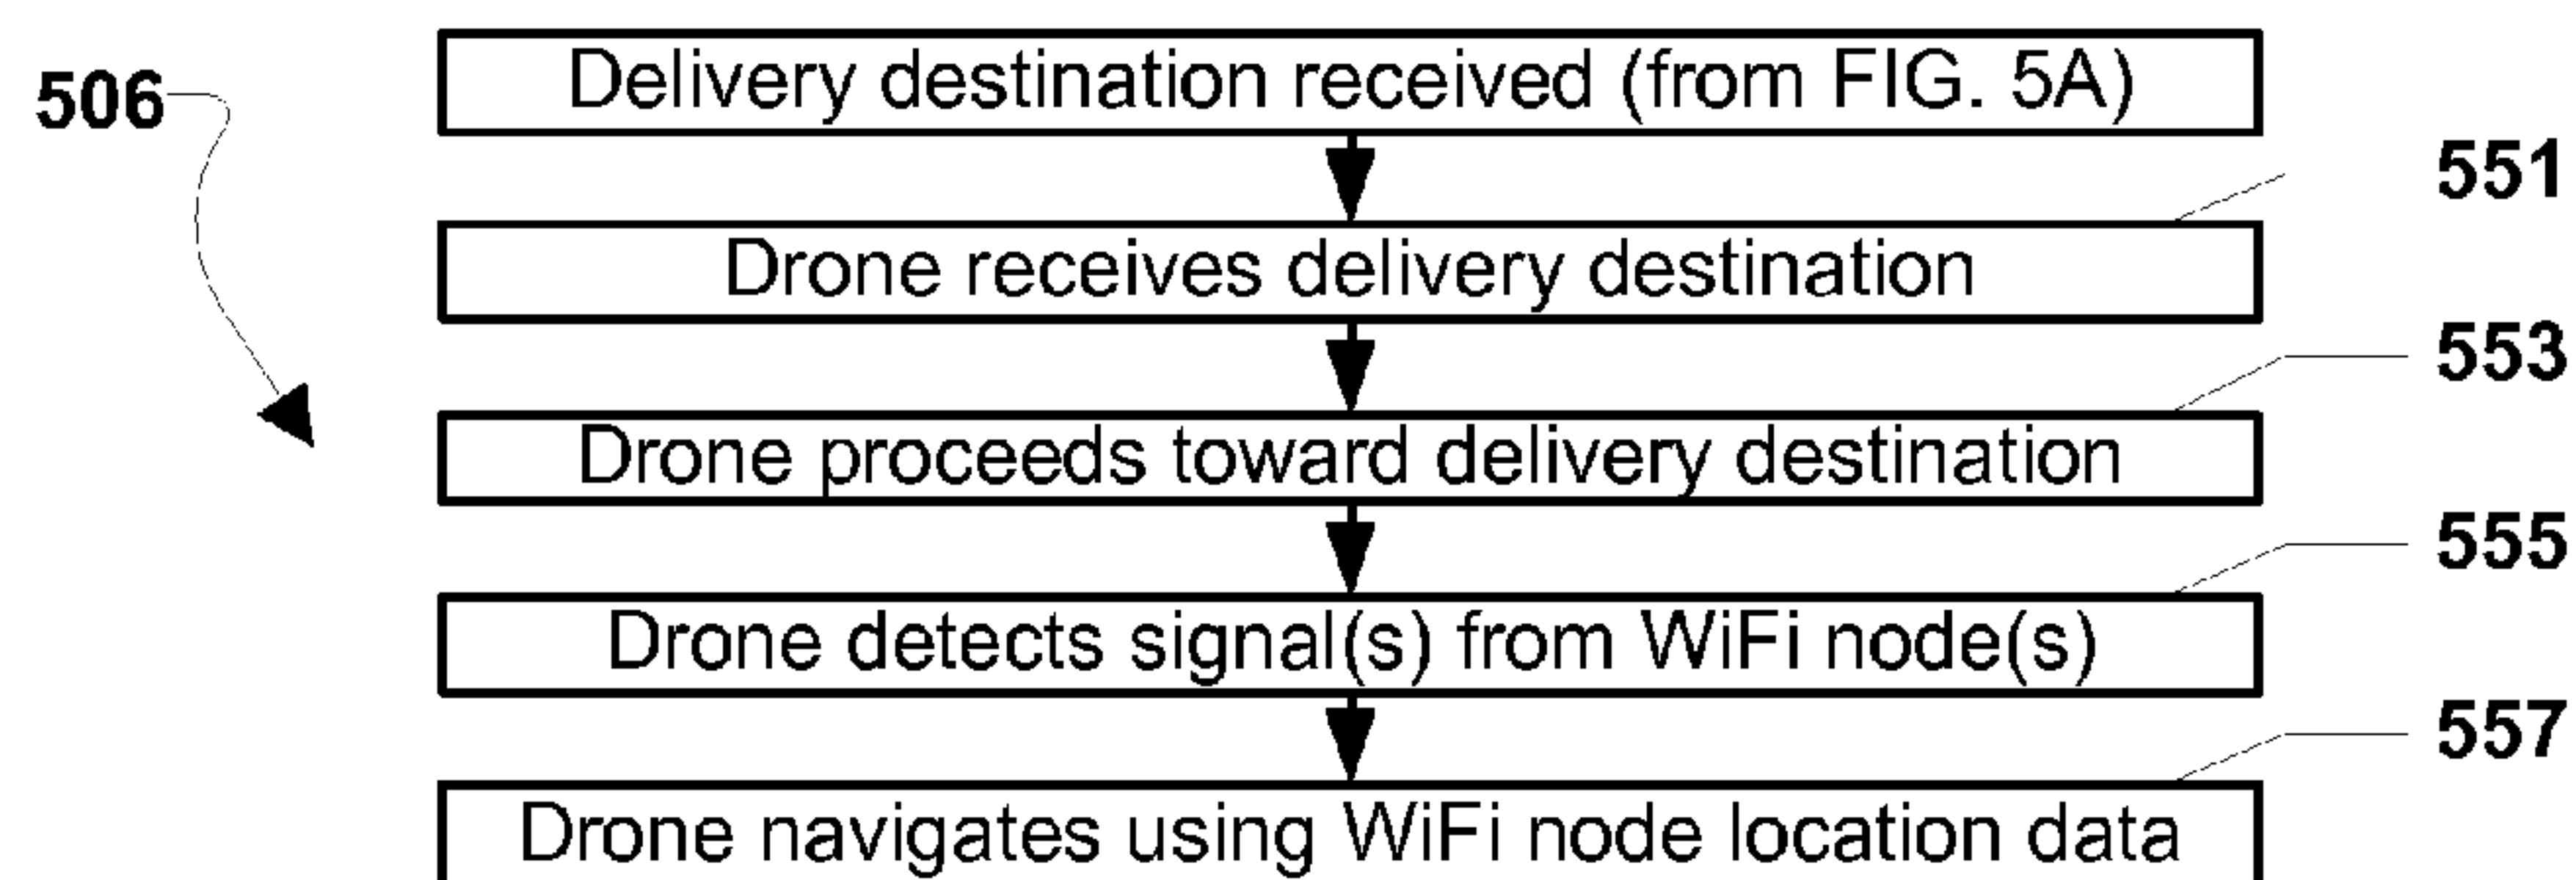 506
Delivery destination received (from FIG. 5A)
551
Drone receives delivery destination
553
Drone proceeds toward delivery destination
555
Drone detects signal(s) from WiFi node(s)
557
Drone navigates using WiFi node location data